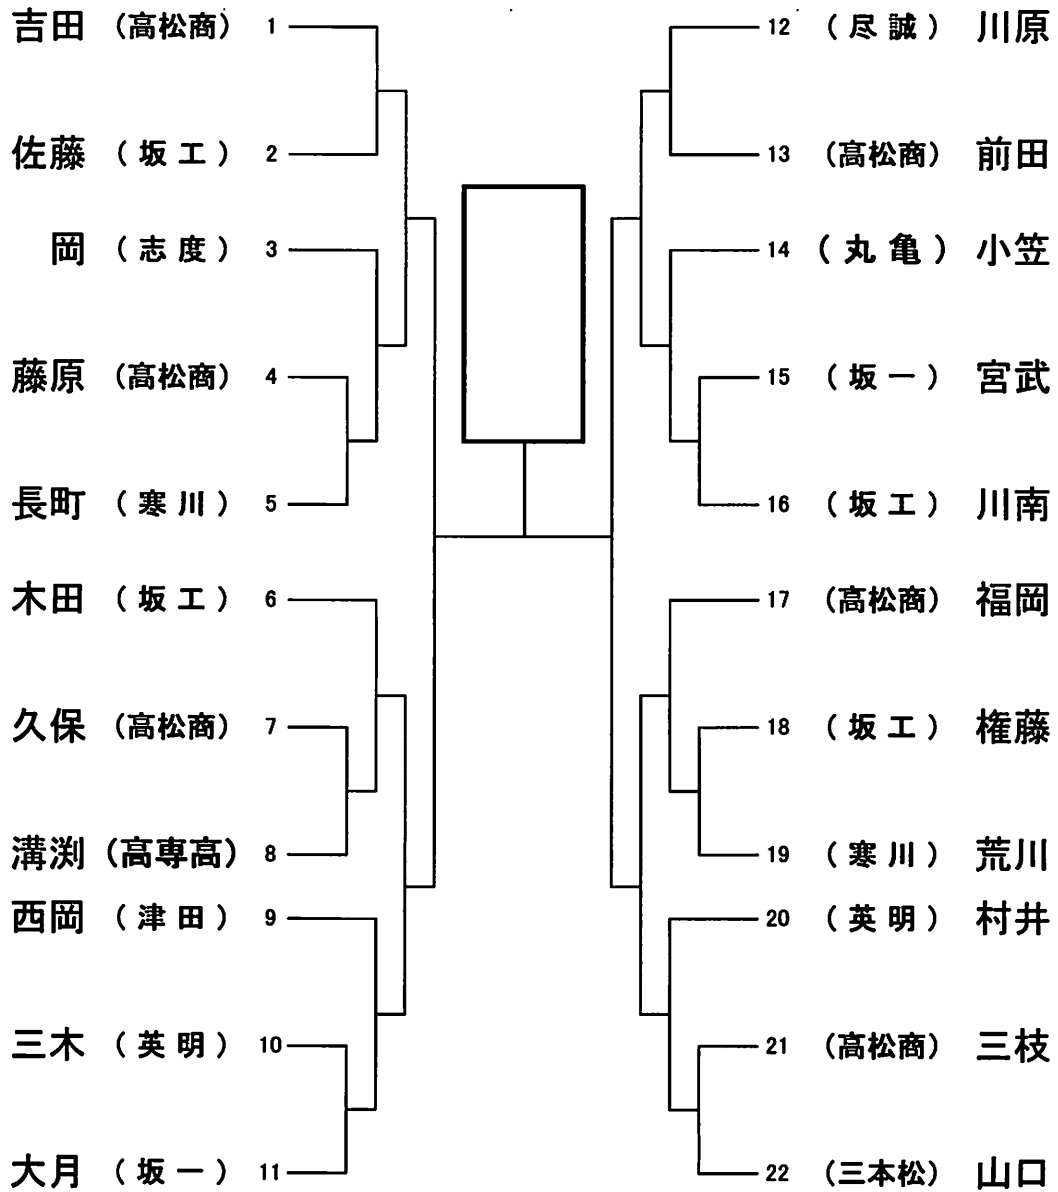 吉田 (高松商) 1
佐藤 (坂工) 2
岡 (志度) 3
藤原 (高松商) 4
長町 (寒川) 5
木田 (坂工) 6
久保 (高松商) 7
溝渕 (高専高) 8
西岡 (津田) 9
三木 (英明) 10
大月 (坂一) 11
12 (尽誠) 川原
13 (高松商) 前田
14 (丸亀) 小笠
15 (坂一) 宮武
16 (坂工) 川南
17 (高松商) 福岡
18 (坂工) 権藤
19 (寒川) 荒川
20 (英明) 村井
21 (高松商) 三枝
22 (三本松) 山口